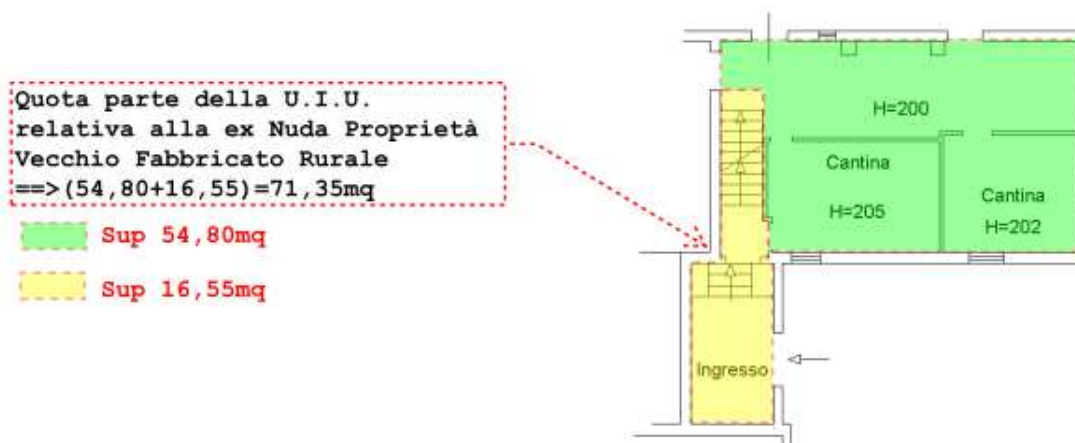 Quota parte della U.I.U.
relativa alla ex Nuda Proprietà
Vecchio Fabbricato Rurale
==>(54,80+16,55)=71,35mq
Sup 54,80mq
Sup 16,55mq
H=200
Cantina
H=205
Cantina
H=202
Ingresso